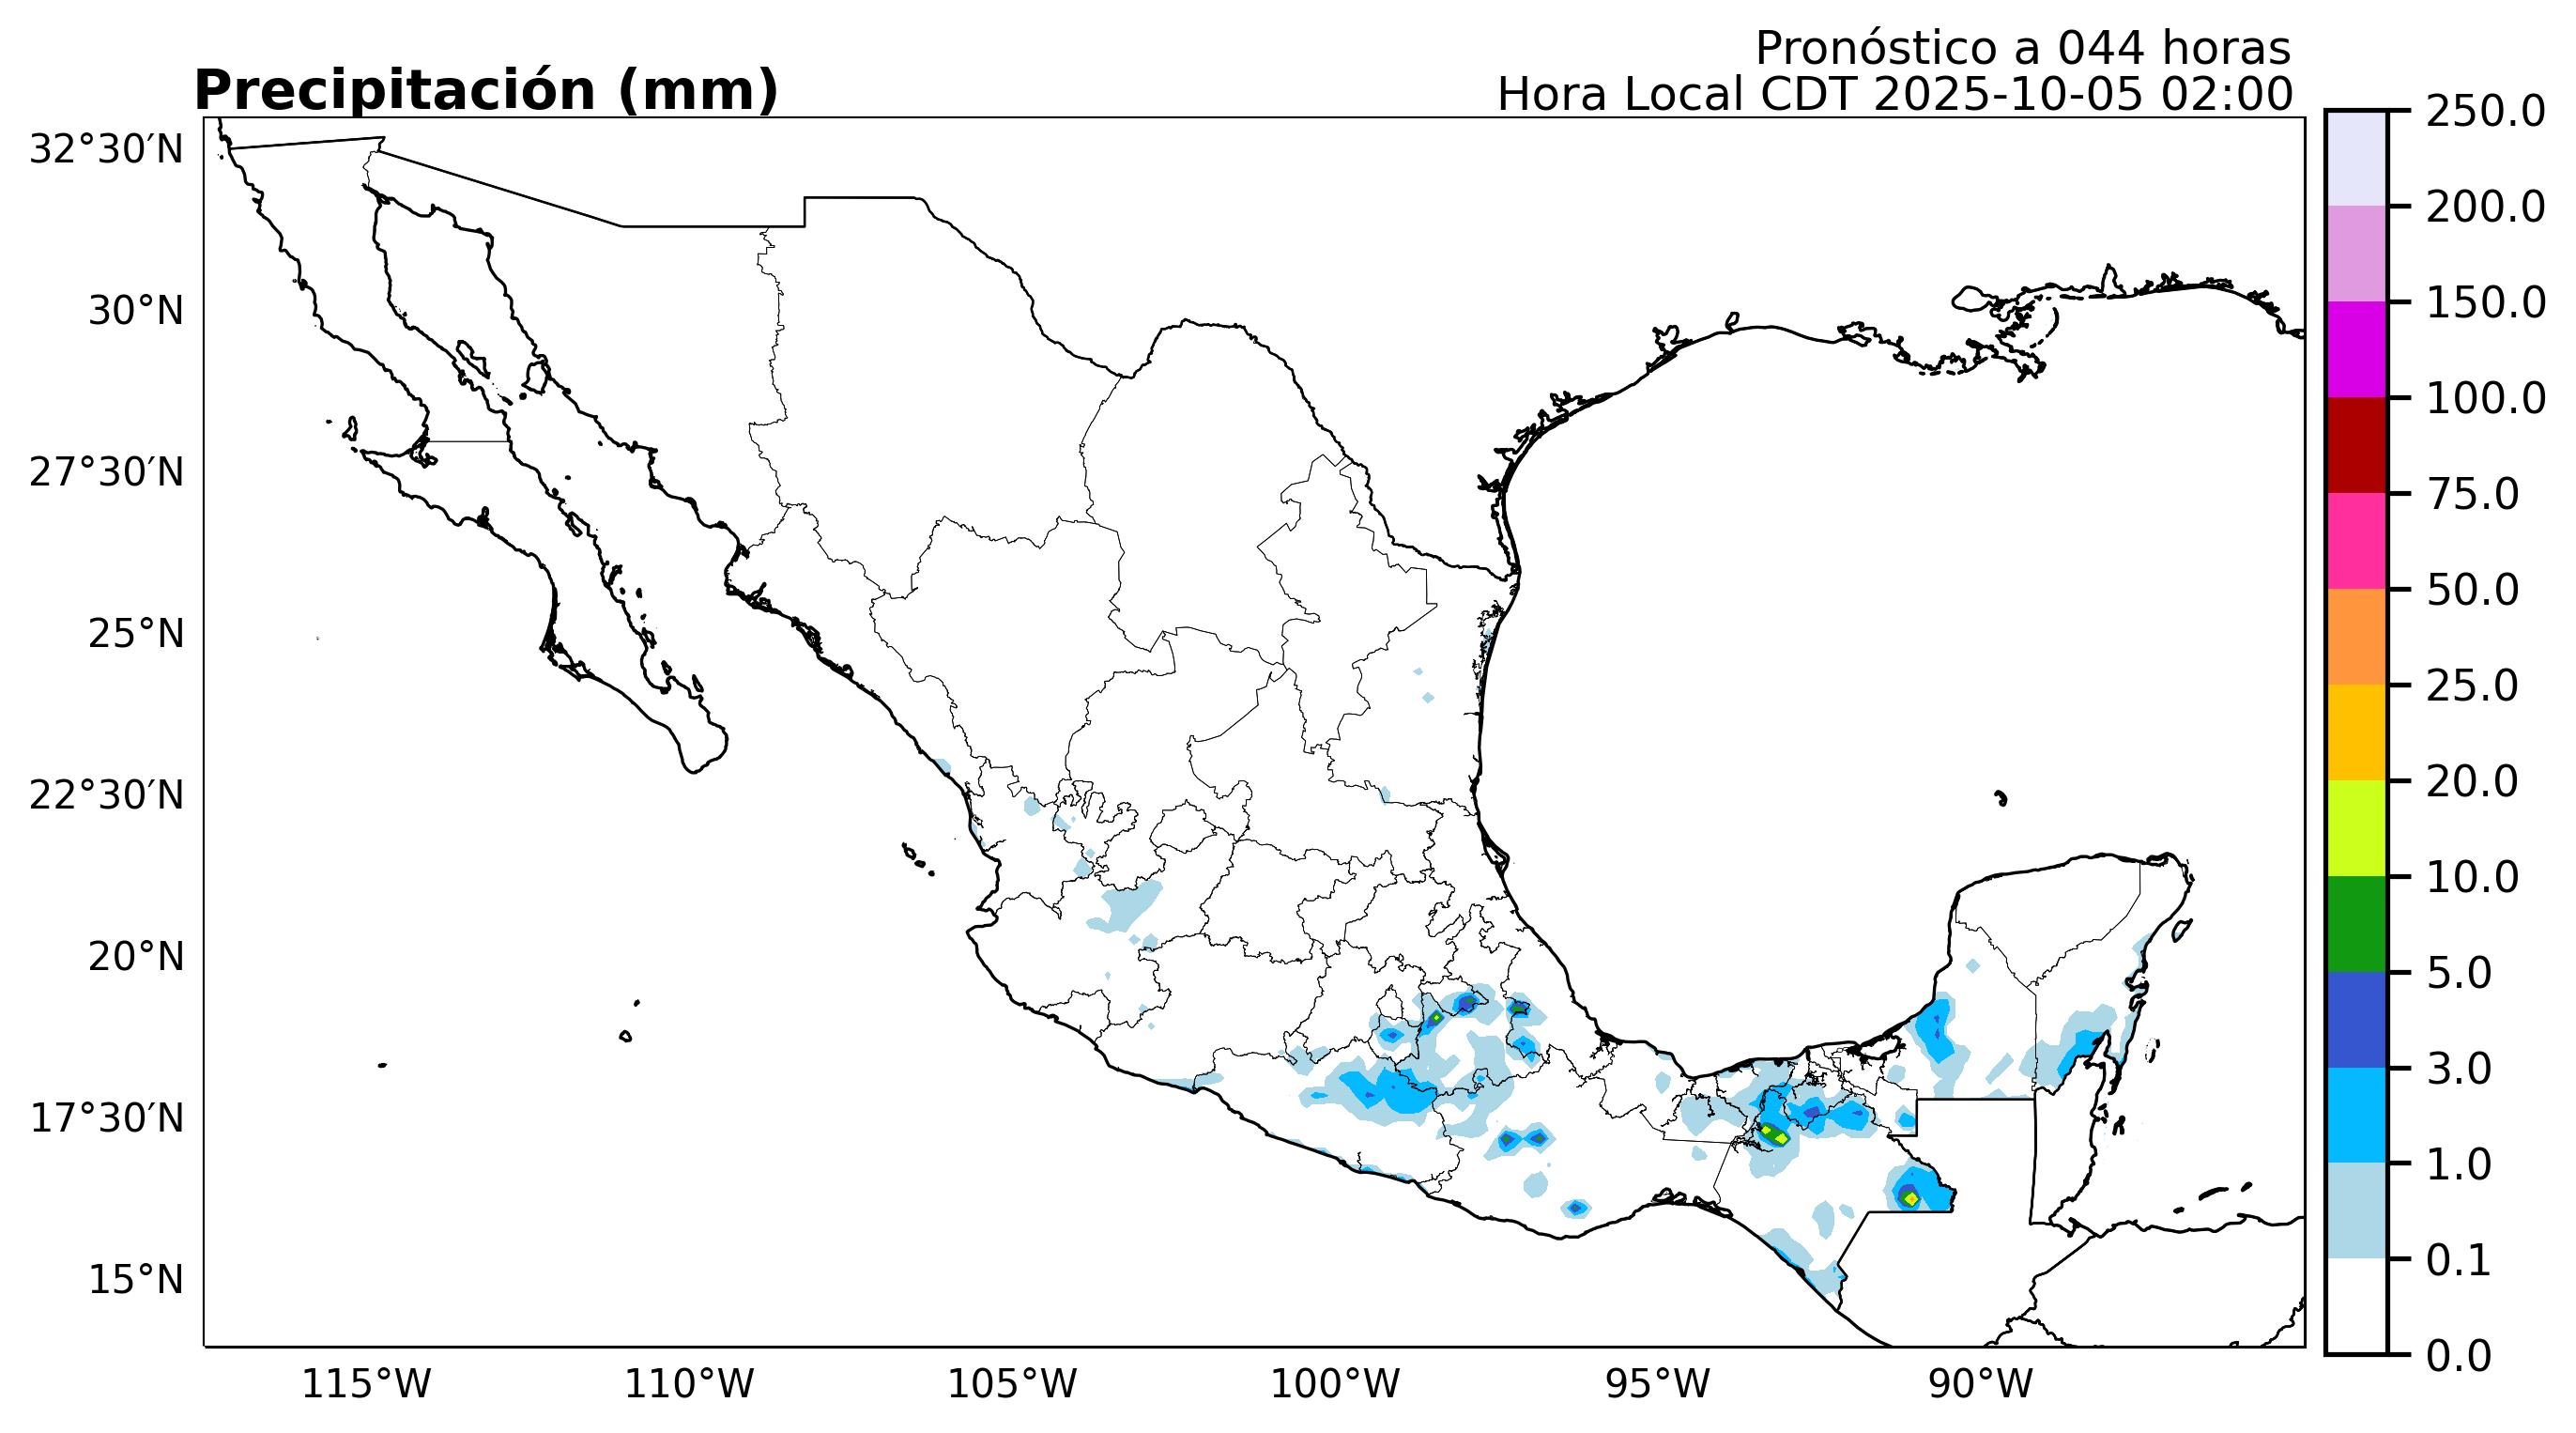 Pronóstico a 044 horas
Precipitación (mm)
Hora Local CDT 2025-10-05 02:00
32°30′N
30°N
27°30′N
25°N
22°30′N
20°N
17°30′N
15°N
115°W
110°W
105°W
100°W
95°W
90°W
250.0
200.0
150.0
100.0
75.0
50.0
25.0
20.0
10.0
5.0
3.0
1.0
0.1
0.0